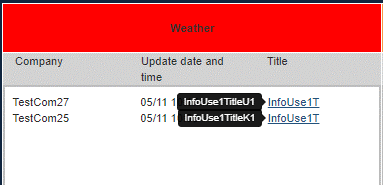 Weather
Company Update date and time Title
TestCom27 05/11 1 InfoUse1TitleU1 InfoUse1T
TestCom25 05/11 1 InfoUse1TitleK1 InfoUse1T